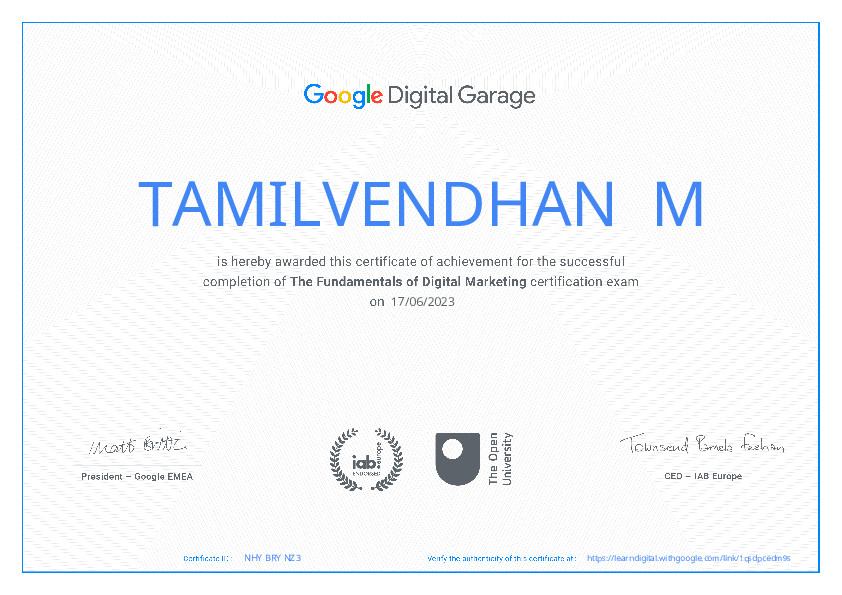 Google Digital Garage
TAMILVENDHAN M
is hereby awarded this certificate of achievement for the successful
completion of The Fundamentals of Digital Marketing certification exam
on 17/06/2023
Matt Brittin
Townsend Pamela Feehan
iab europe
ENDORSED
The Open
University
President – Google EMEA
CEO – IAB Europe
Certificate ID: NHY BRY NZ3
Verify the authenticity of this certificate at: https://learndigital.withgoogle.com/link/1qsdpcedm9s